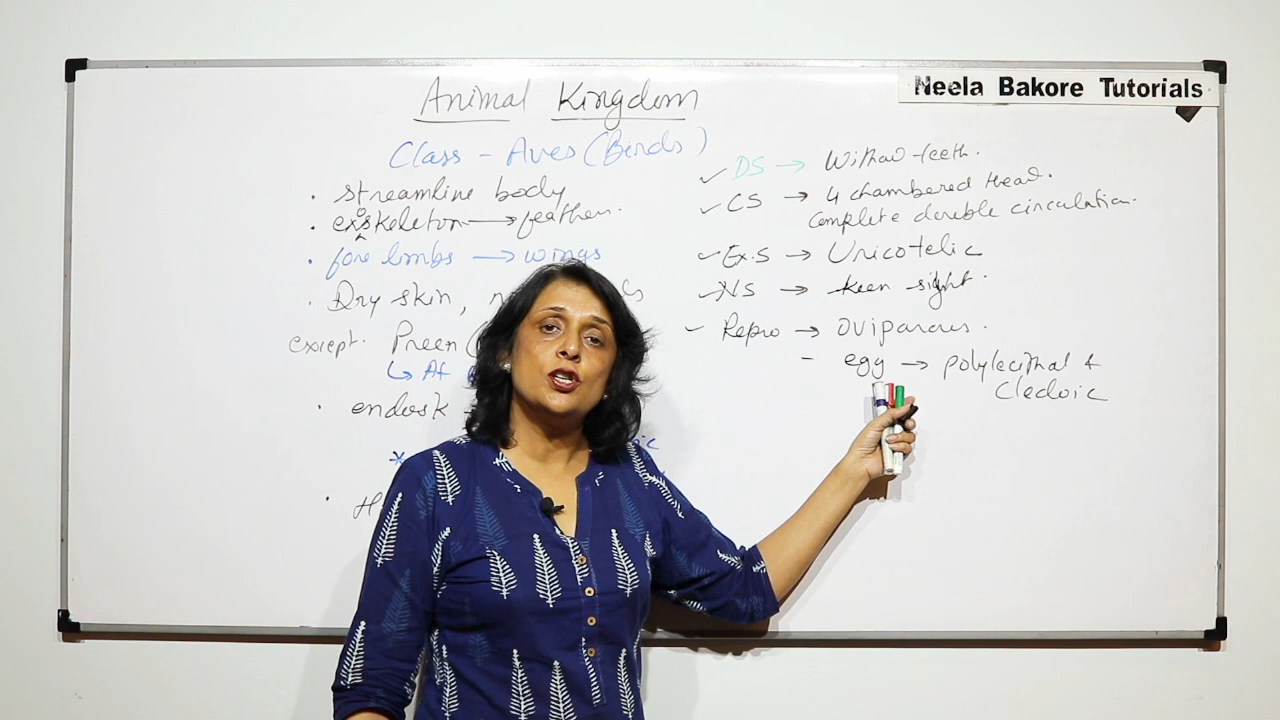 Neela Bakore Tutorials
Animal Kingdom
Class - Aves (Birds)
• streamline body
• exoskeleton → feathers.
• fore limbs → wings
• Dry skin,
except. Preen (
↳ At
• endosk -
*
• H
✓ DS → Without teeth.
✓ CS → 4 chambered Heart.
Complete double circulation.
✓ Ex.S → Uricotelic
✓ NS → keen sight.
✓ Repro → Oviparous.
- egg → polylecithal &
Cledoic